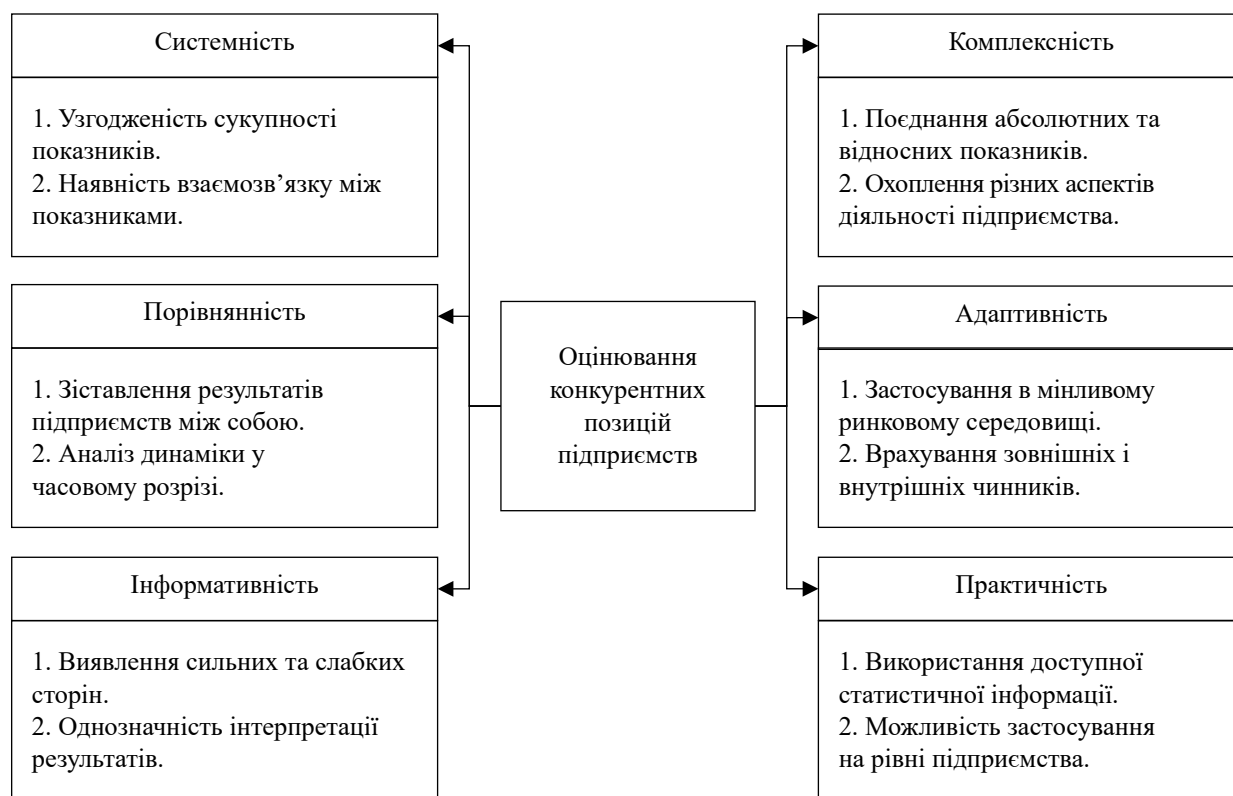 Системність
1. Узгодженість сукупності
показників.
2. Наявність взаємозв’язку між
показниками.
Порівнянність
1. Зіставлення результатів
підприємств між собою.
2. Аналіз динаміки у
часовому розрізі.
Інформативність
1. Виявлення сильних та слабких
сторін.
2. Однозначність інтерпретації
результатів.
Оцінювання
конкурентних
позицій
підприємств
Комплексність
1. Поєднання абсолютних та
відносних показників.
2. Охоплення різних аспектів
діяльності підприємства.
Адаптивність
1. Застосування в мінливому
ринковому середовищі.
2. Врахування зовнішніх і
внутрішніх чинників.
Практичність
1. Використання доступної
статистичної інформації.
2. Можливість застосування
на рівні підприємства.